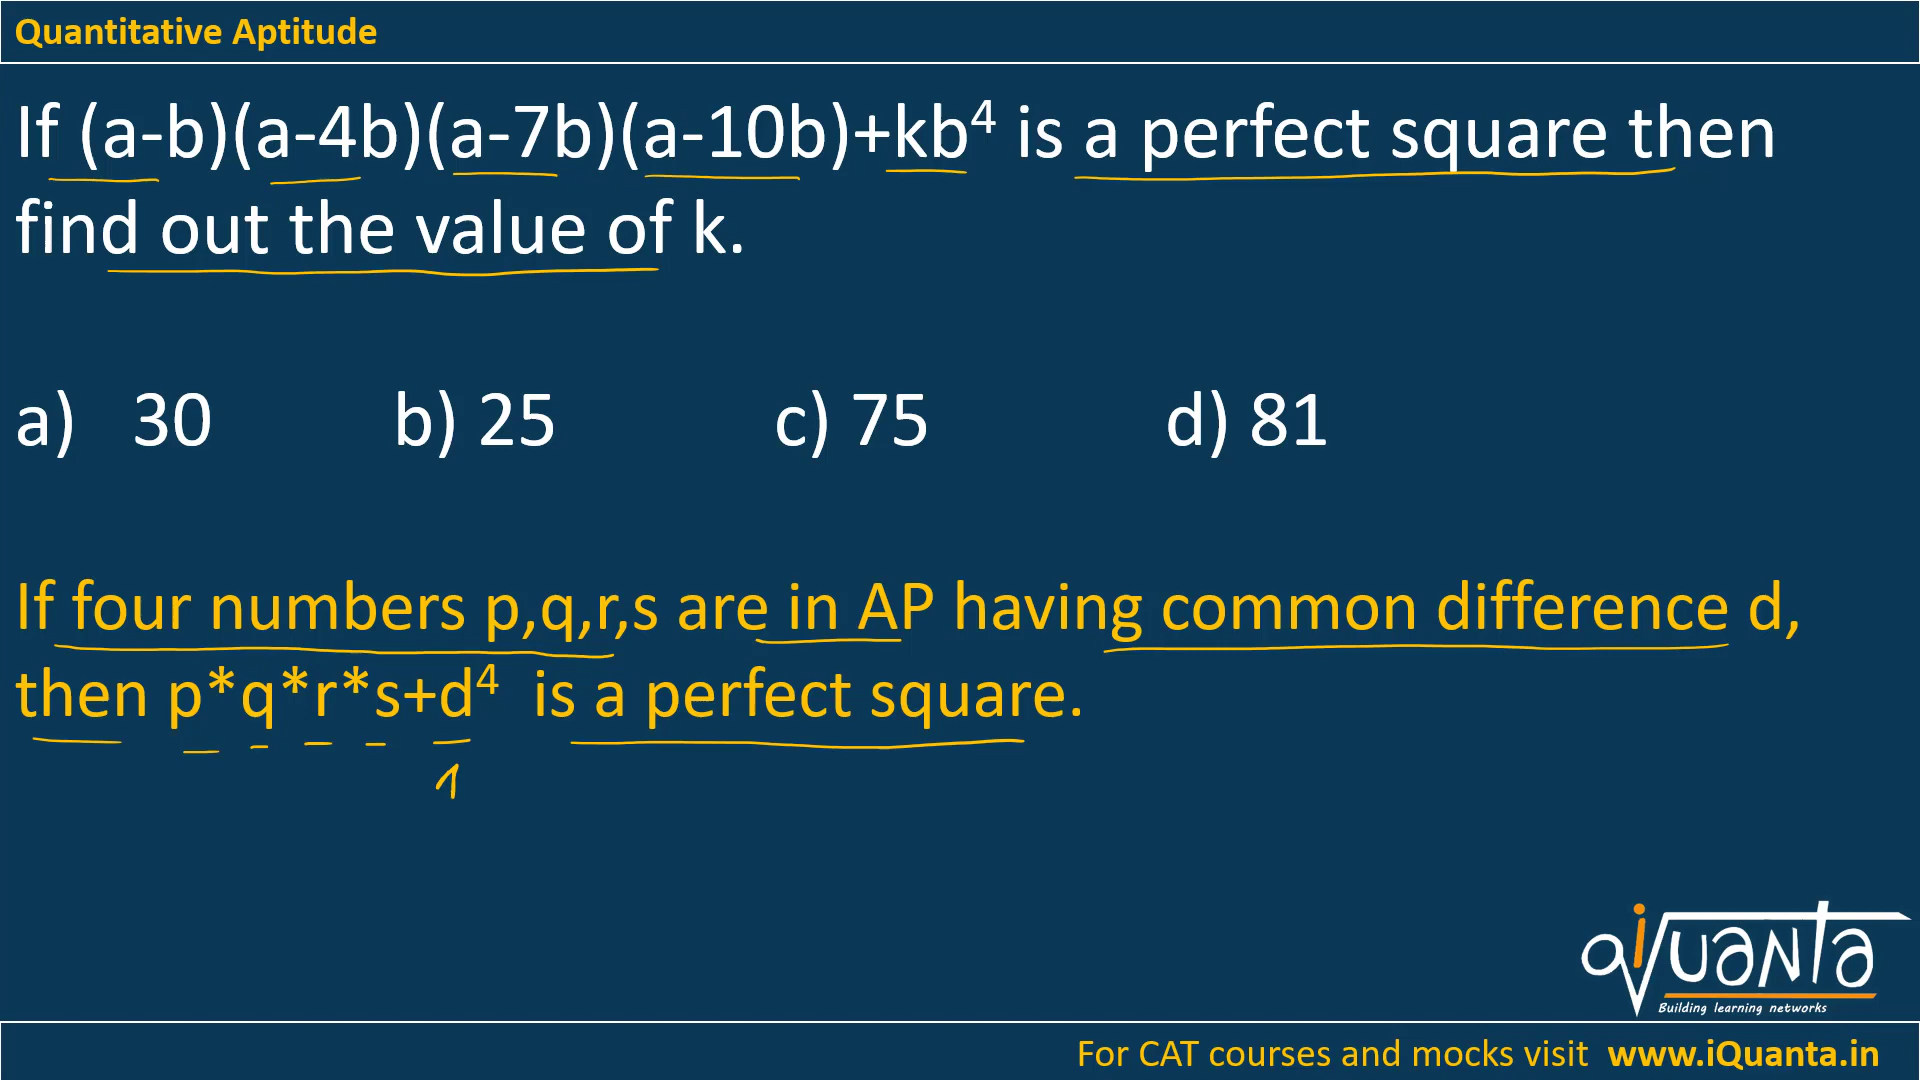 Quantitative Aptitude
If (a-b)(a-4b)(a-7b)(a-10b)+kb⁴ is a perfect square then
find out the value of k.
a) 30 b) 25 c) 75 d) 81
If four numbers p,q,r,s are in AP having common difference d,
then p*q*r*s+d⁴ is a perfect square.
1
iQuanta
Building learning networks
For CAT courses and mocks visit www.iQuanta.in